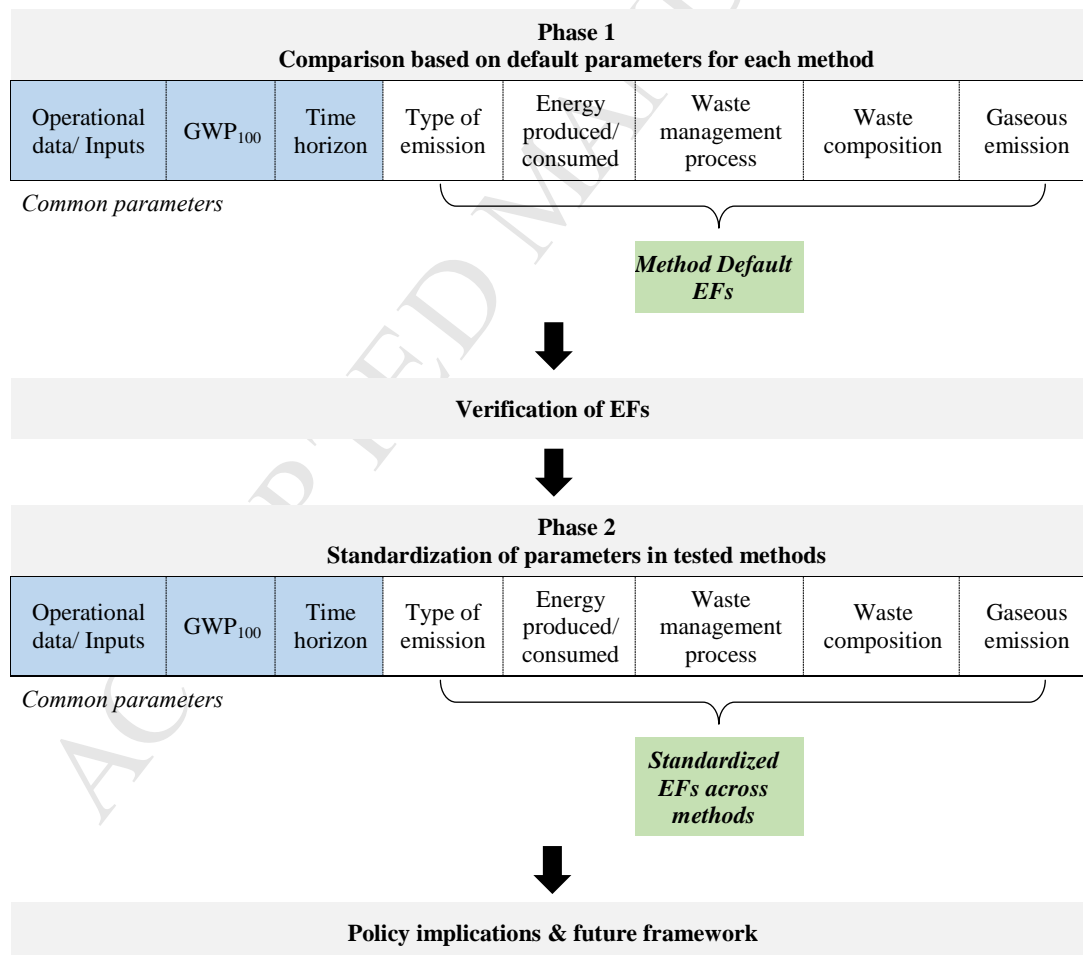 Phase 1
Comparison based on default parameters for each method
Operational data/ Inputs
GWP100
Time horizon
Type of emission
Energy produced/ consumed
Waste management process
Waste composition
Gaseous emission
Common parameters
Method Default
EFs
Verification of EFs
Phase 2
Standardization of parameters in tested methods
Operational data/ Inputs
GWP100
Time horizon
Type of emission
Energy produced/ consumed
Waste management process
Waste composition
Gaseous emission
Common parameters
Standardized
EFs across
methods
Policy implications & future framework